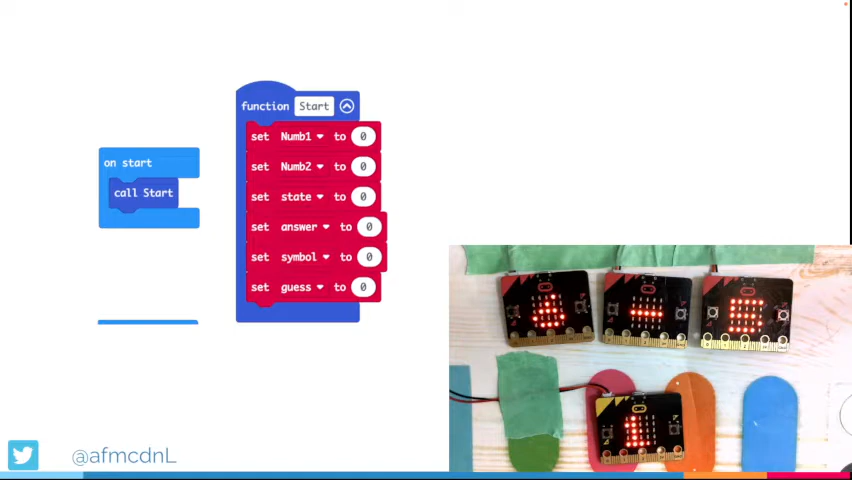 function Start
set Numb1 to 0
set Numb2 to 0
on start
call Start
set state to 0
set answer to 0
set symbol to 0
set guess to 0
@afmcdnL